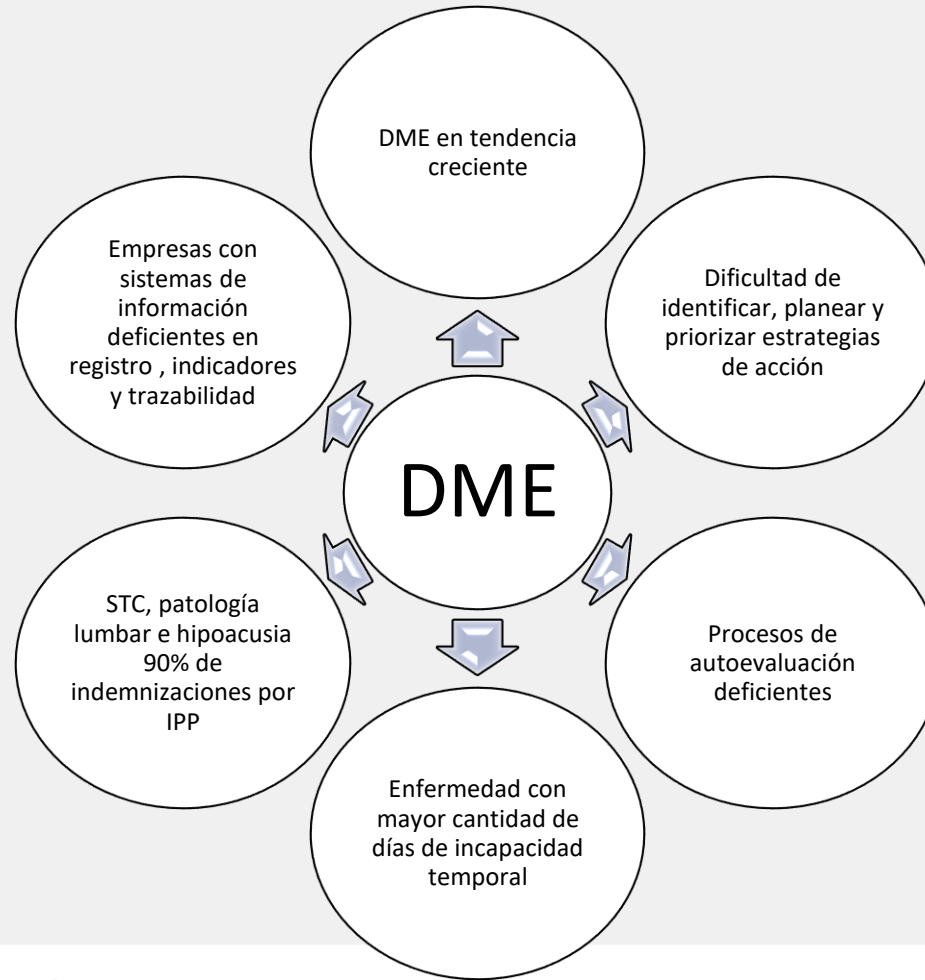 DME en tendencia
creciente
Dificultad de
identificar, planear y
priorizar estrategias
de acción
Procesos de
autoevaluación
deficientes
Enfermedad con
mayor cantidad de
días de incapacidad
temporal
STC, patología
lumbar e hipoacusia
90% de
indemnizaciones por
IPP
Empresas con
sistemas de
información
deficientes en
registro , indicadores
y trazabilidad
DME